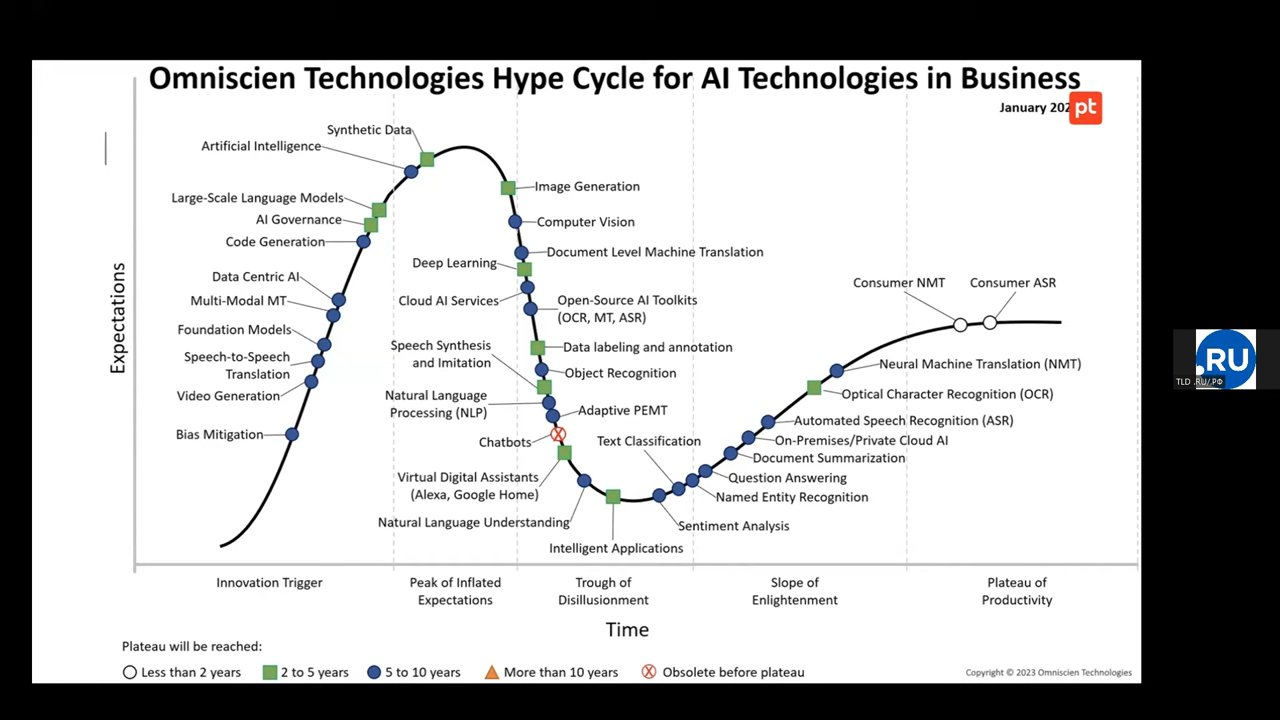 Omniscien Technologies Hype Cycle for AI Technologies in Business
January 202
pt
Synthetic Data
Artificial Intelligence
Large-Scale Language Models
AI Governance
Code Generation
Data Centric AI
Multi-Modal MT
Foundation Models
Speech-to-Speech
Translation
Video Generation
Bias Mitigation
Image Generation
Computer Vision
Document Level Machine Translation
Deep Learning
Cloud AI Services
Open-Source AI Toolkits
(OCR, MT, ASR)
Data labeling and annotation
Speech Synthesis
and Imitation
Object Recognition
Natural Language
Processing (NLP)
Adaptive PEMT
Chatbots
Text Classification
Virtual Digital Assistants
(Alexa, Google Home)
Natural Language Understanding
Intelligent Applications
Sentiment Analysis
Named Entity Recognition
Question Answering
Document Summarization
On-Premises/Private Cloud AI
Automated Speech Recognition (ASR)
Optical Character Recognition (OCR)
Neural Machine Translation (NMT)
Consumer NMT
Consumer ASR
Expectations
Innovation Trigger
Peak of Inflated
Expectations
Trough of
Disillusionment
Slope of
Enlightenment
Plateau of
Productivity
Time
Plateau will be reached:
Less than 2 years
2 to 5 years
5 to 10 years
More than 10 years
Obsolete before plateau
Copyright © 2023 Omniscien Technologies
.RU
TLD .RU/.РФ